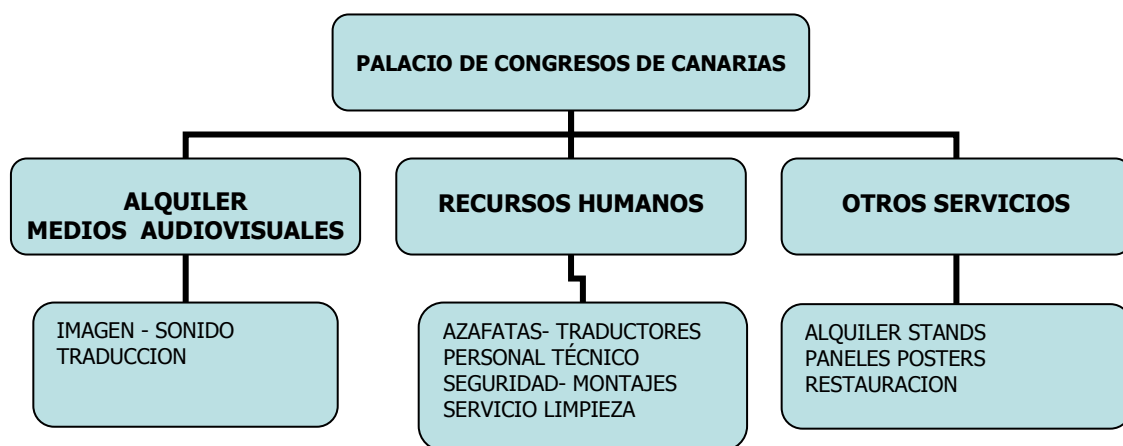 PALACIO DE CONGRESOS DE CANARIAS
ALQUILER
MEDIOS AUDIOVISUALES
RECURSOS HUMANOS
OTROS SERVICIOS
IMAGEN - SONIDO
TRADUCCION
AZAFATAS- TRADUCTORES
PERSONAL TÉCNICO
SEGURIDAD- MONTAJES
SERVICIO LIMPIEZA
ALQUILER STANDS
PANELES POSTERS
RESTAURACION